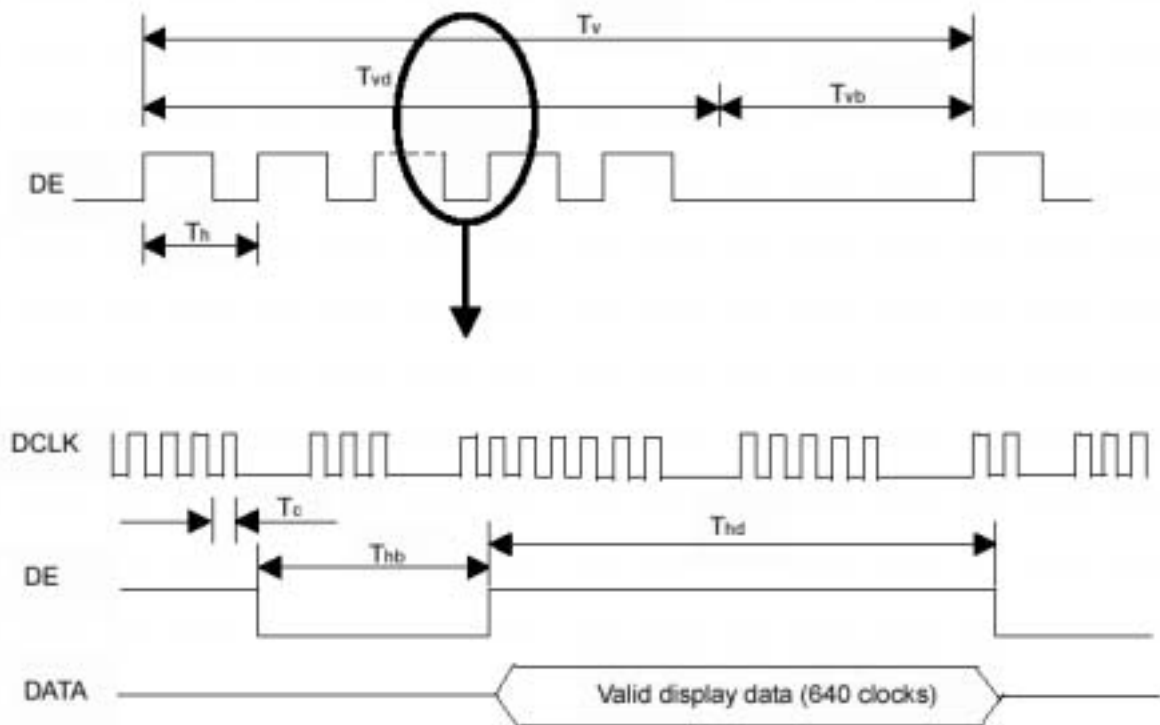 Tv
Tvd
Tvb
DE
Th
DCLK
Tc
Thd
Thb
DE
DATA
Valid display data (640 clocks)